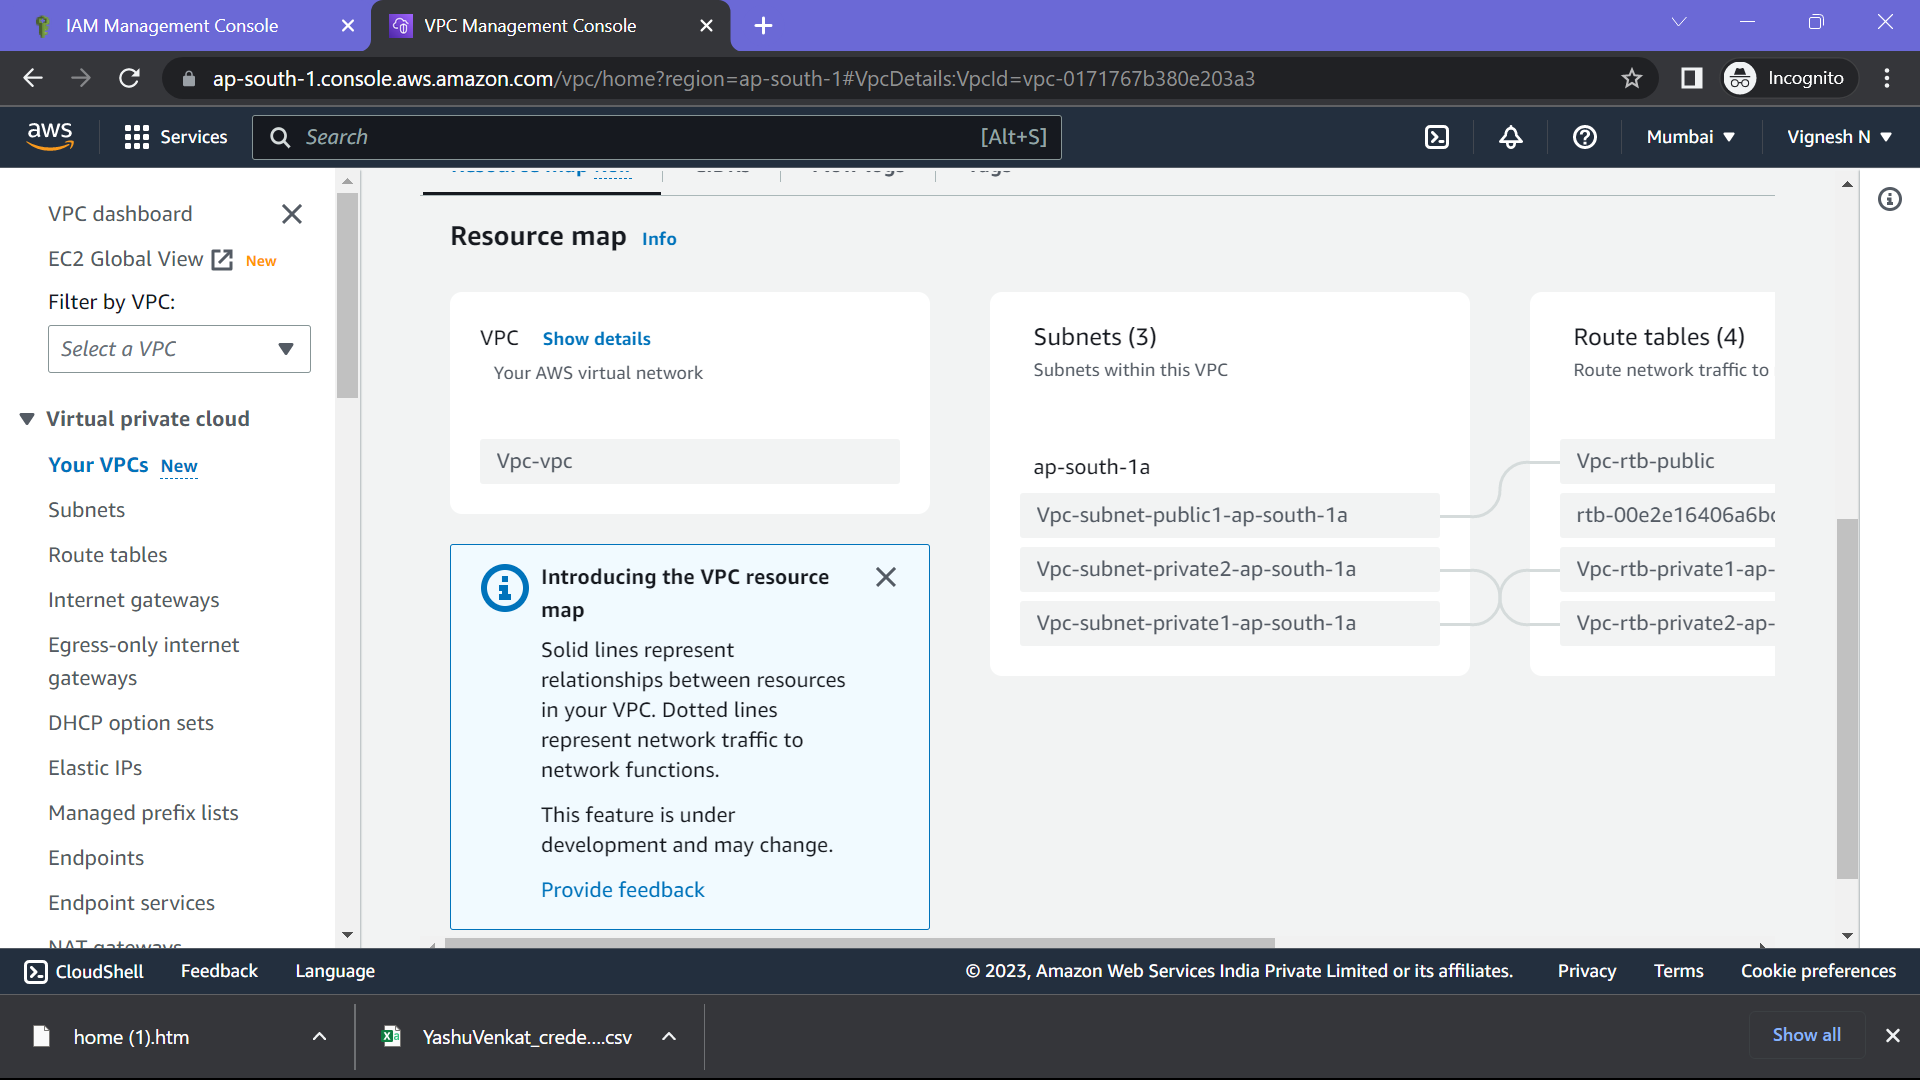 IAM Management Console
VPC Management Console
ap-south-1.console.aws.amazon.com/vpc/home?region=ap-south-1#VpcDetails:VpcId=vpc-0171767b380e203a3
Incognito
aws
Services
Search
[Alt+S]
Mumbai
Vignesh N
VPC dashboard
EC2 Global View New
Filter by VPC:
Select a VPC
Virtual private cloud
Your VPCs New
Subnets
Route tables
Internet gateways
Egress-only internet
gateways
DHCP option sets
Elastic IPs
Managed prefix lists
Endpoints
Endpoint services
NAT gateways
Resource map New
CIDRs
Flow logs
Tags
Resource map Info
VPC Show details
Your AWS virtual network
Vpc-vpc
Introducing the VPC resource
map
Solid lines represent
relationships between resources
in your VPC. Dotted lines
represent network traffic to
network functions.
This feature is under
development and may change.
Provide feedback
Subnets (3)
Subnets within this VPC
ap-south-1a
Vpc-subnet-public1-ap-south-1a
Vpc-subnet-private2-ap-south-1a
Vpc-subnet-private1-ap-south-1a
Route tables (4)
Route network traffic to
Vpc-rtb-public
rtb-00e2e16406a6b
Vpc-rtb-private1-ap-
Vpc-rtb-private2-ap-
CloudShell
Feedback
Language
© 2023, Amazon Web Services India Private Limited or its affiliates.
Privacy
Terms
Cookie preferences
home (1).htm
YashuVenkat_crede....csv
Show all